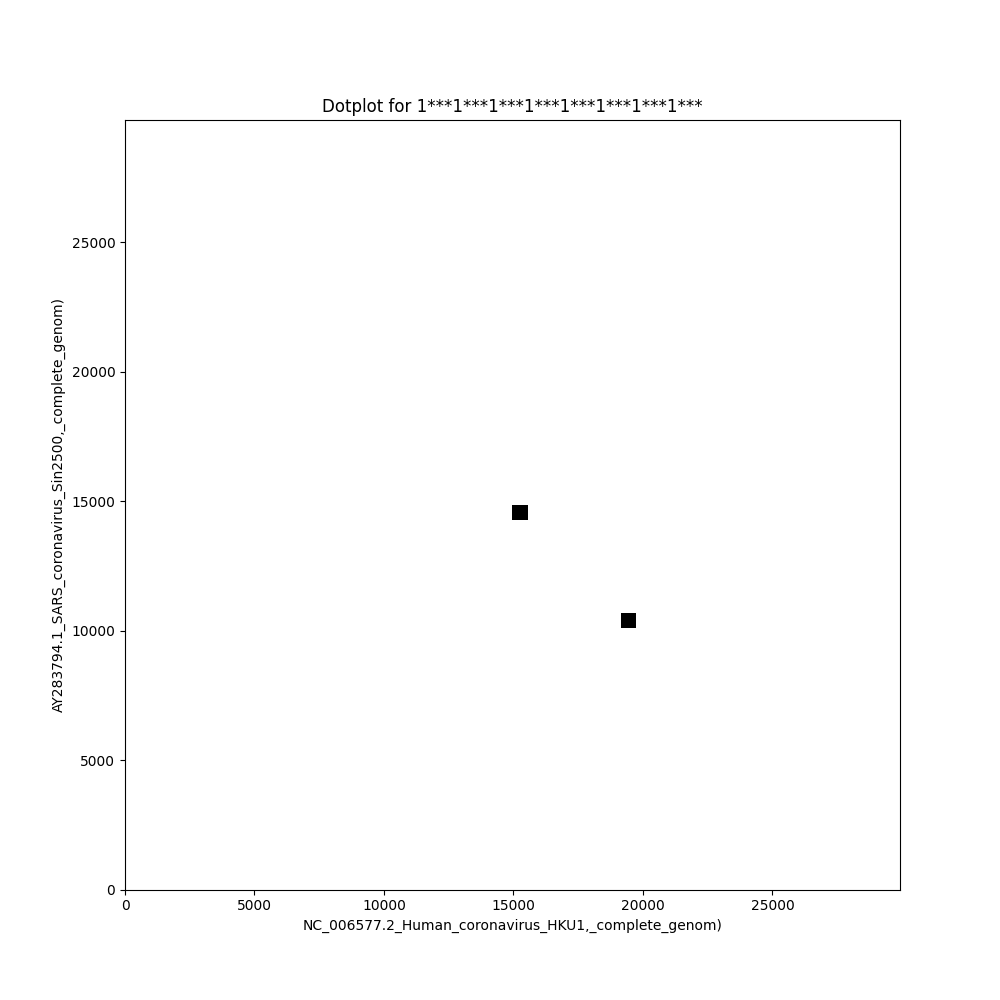 Dotplot for 1***1***1***1***1***1***1***1***
25000
20000
15000
10000
5000
0
AY283794.1_SARS_coronavirus_Sin2500,_complete_genom)
0 5000 10000 15000 20000 25000
NC_006577.2_Human_coronavirus_HKU1,_complete_genom)